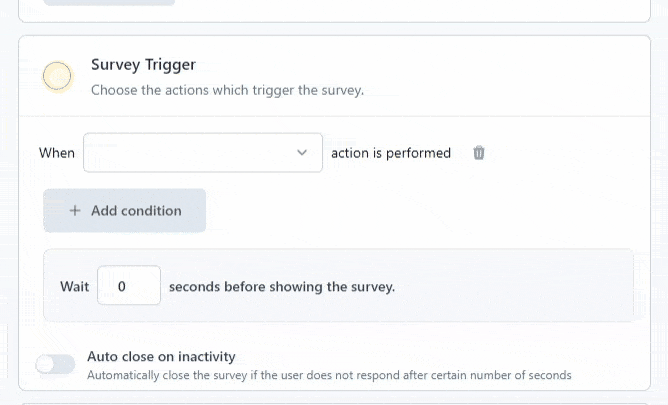 Survey Trigger
Choose the actions which trigger the survey.
When action is performed
+ Add condition
Wait 0 seconds before showing the survey.
Auto close on inactivity
Automatically close the survey if the user does not respond after certain number of seconds